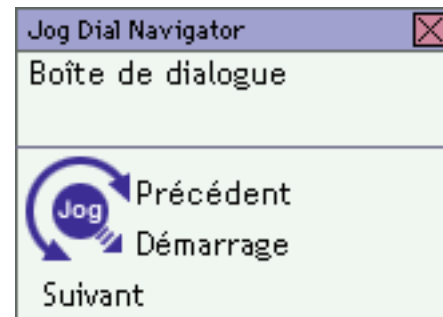 Jog Dial Navigator
Boîte de dialogue
Précédent
Jog
Démarrage
Suivant